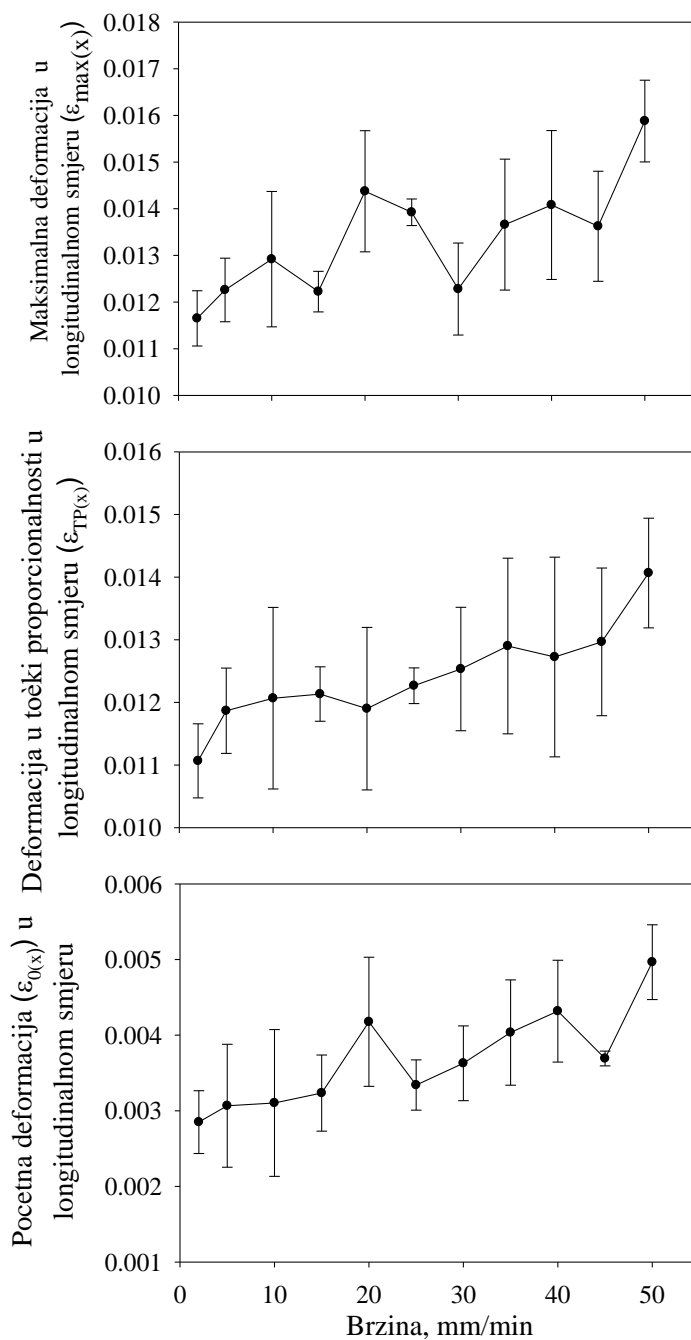 Maksimalna deformacija u
longitudinalnom smjeru (εmax(x))
0.018
0.017
0.016
0.015
0.014
0.013
0.012
0.011
0.010
Deformacija u toèki proporcionalnosti u
longitudinalnom smjeru (εTP(x))
0.016
0.015
0.014
0.013
0.012
0.011
0.010
Pocetna deformacija (ε0(x)) u
longitudinalnom smjeru
0.006
0.005
0.004
0.003
0.002
0.001
0 10 20 30 40 50
Brzina, mm/min